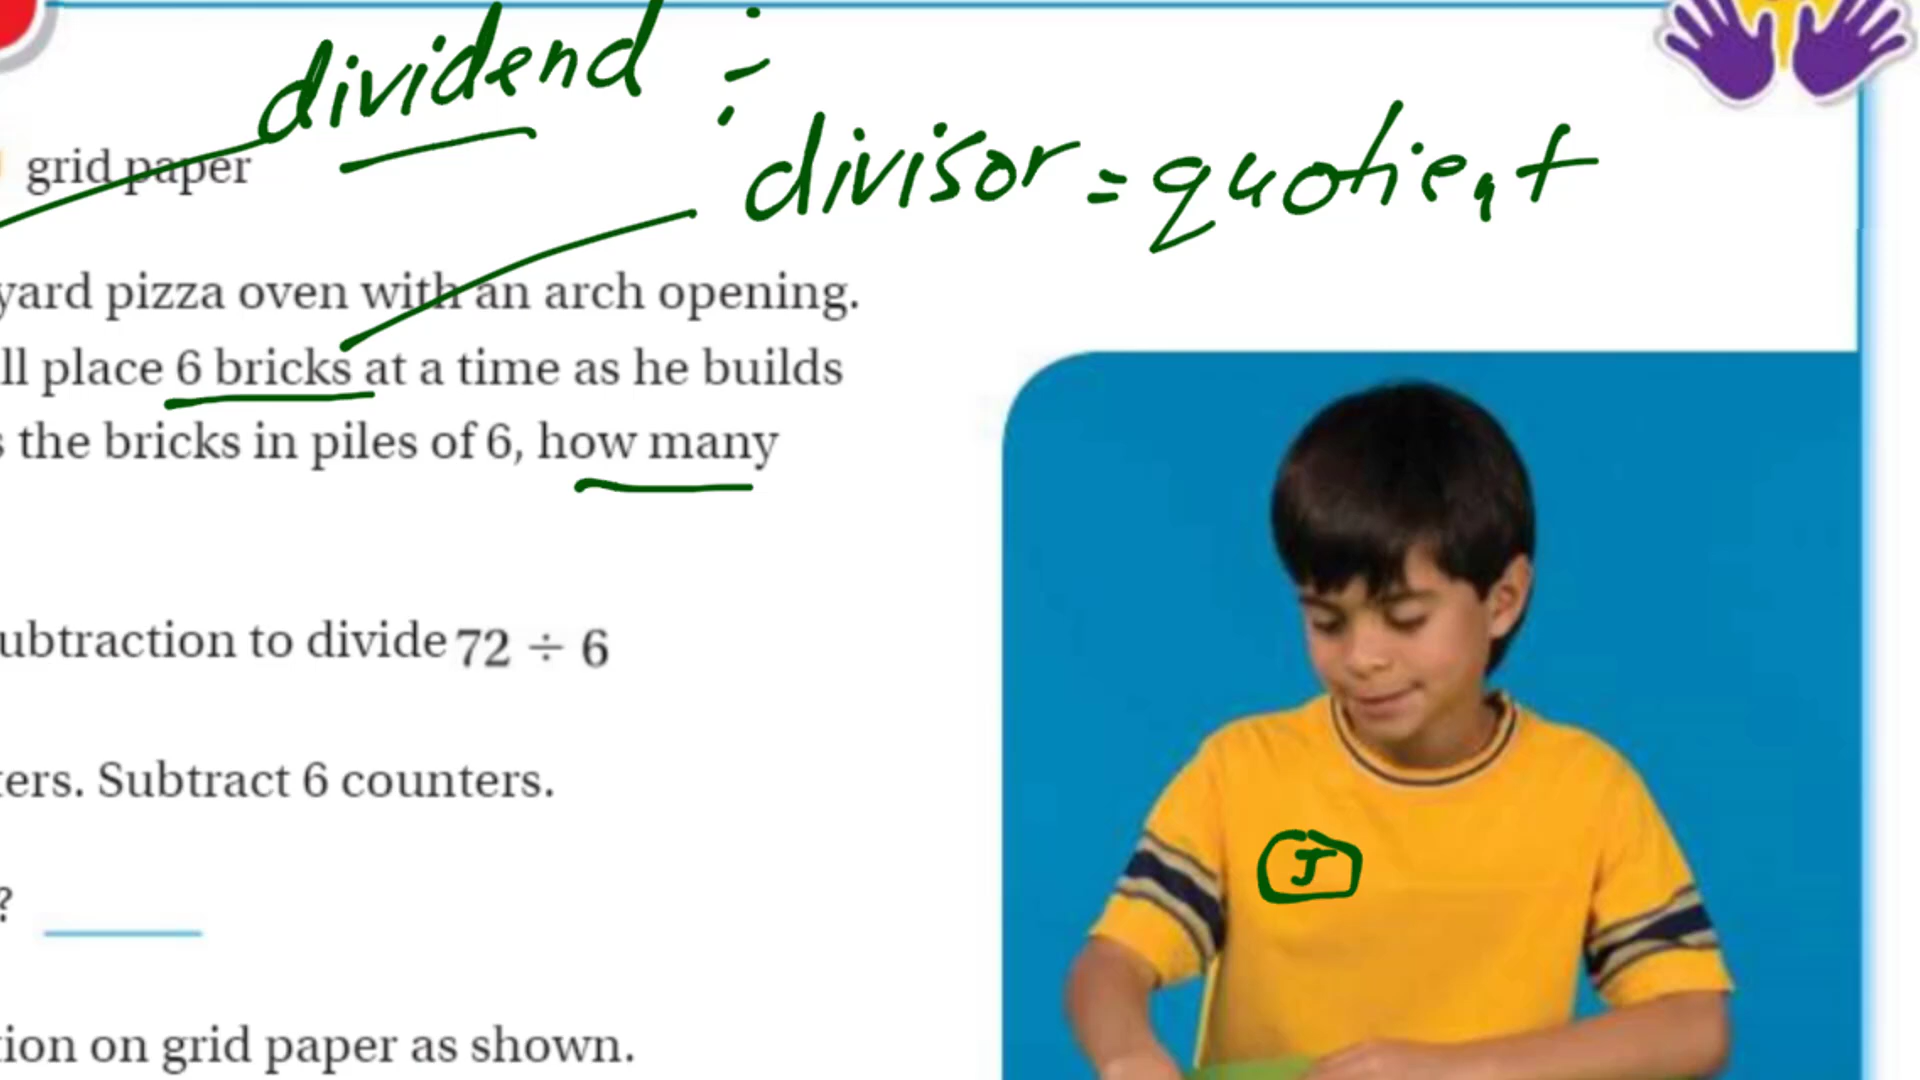 dividend ÷
divisor = quotient
grid paper
yard pizza oven with an arch opening.
ll place 6 bricks at a time as he builds
s the bricks in piles of 6, how many
ubtraction to divide 72 ÷ 6
ters. Subtract 6 counters.
J
?
tion on grid paper as shown.